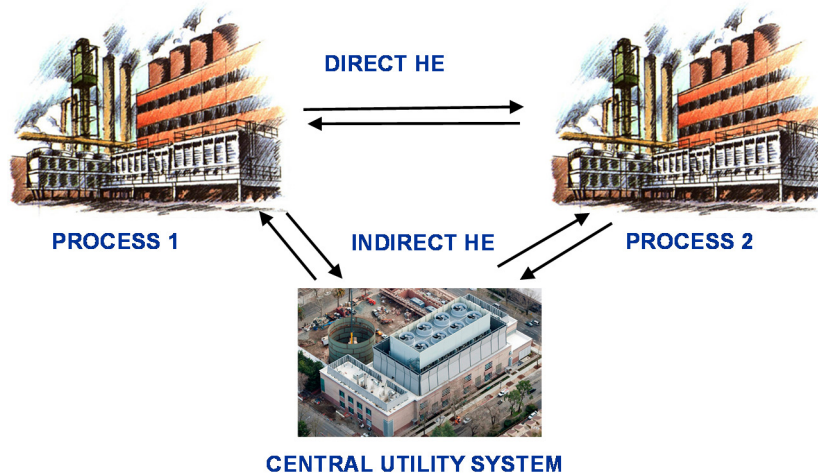 DIRECT HE
PROCESS 1
INDIRECT HE
PROCESS 2
CENTRAL UTILITY SYSTEM